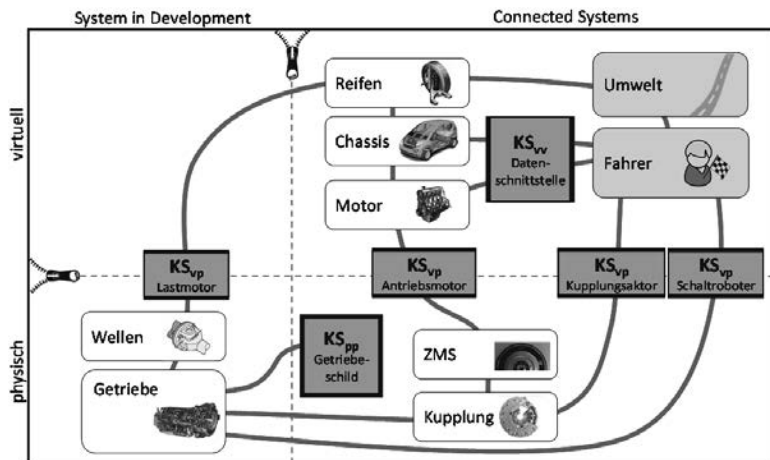 System in Development
Connected Systems
virtuell
Reifen
Umwelt
Chassis
KSvv
Daten-
schnittstelle
Fahrer
Motor
KSvp
Lastmotor
KSvp
Antriebsmotor
KSvp
Kupplungsaktor
KSvp
Schaltroboter
physisch
Wellen
KSpp
Getriebe-
schild
ZMS
Getriebe
Kupplung